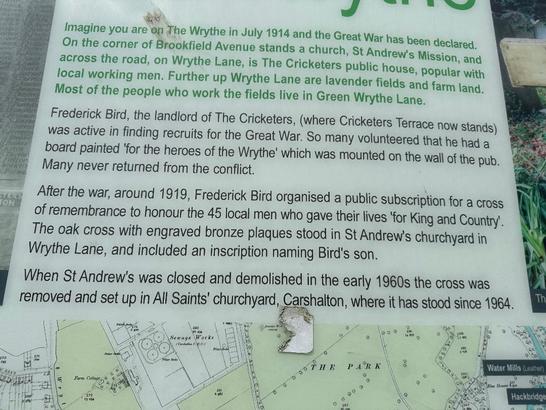 Imagine you are on The Wrythe in July 1914 and the Great War has been declared.
On the corner of Brookfield Avenue stands a church, St Andrew's Mission, and
across the road, on Wrythe Lane, is The Cricketers public house, popular with
local working men. Further up Wrythe Lane are lavender fields and farm land.
Most of the people who work the fields live in Green Wrythe Lane.
Frederick Bird, the landlord of The Cricketers, (where Cricketers Terrace now stands)
was active in finding recruits for the Great War. So many volunteered that he had a
board painted 'for the heroes of the Wrythe' which was mounted on the wall of the pub.
Many never returned from the conflict.
After the war, around 1919, Frederick Bird organised a public subscription for a cross
of remembrance to honour the 45 local men who gave their lives 'for King and Country'.
The oak cross with engraved bronze plaques stood in St Andrew's churchyard in
Wrythe Lane, and included an inscription naming Bird's son.
When St Andrew's was closed and demolished in the early 1960s the cross was
removed and set up in All Saints' churchyard, Carshalton, where it has stood since 1964.
Sewage Works
THE PARK
Farm Cottage
Water Mills (Leather)
Hackbridge